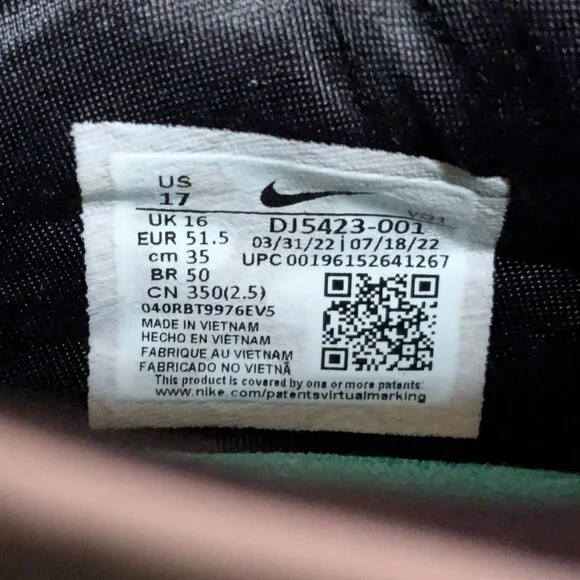 US
17
UK 16
EUR 51.5
cm 35
BR 50
CN 350(2.5)
040RBT9976EV5
MADE IN VIETNAM
HECHO EN VIETNAM
FABRIQUE AU VIETNAM
FABRICADO NO VIETNÃ
DJ5423-001
03/31/22 | 07/18/22
UPC 00196152641267
This product is covered by one or more patents:
www.nike.com/patentsvirtualmarking